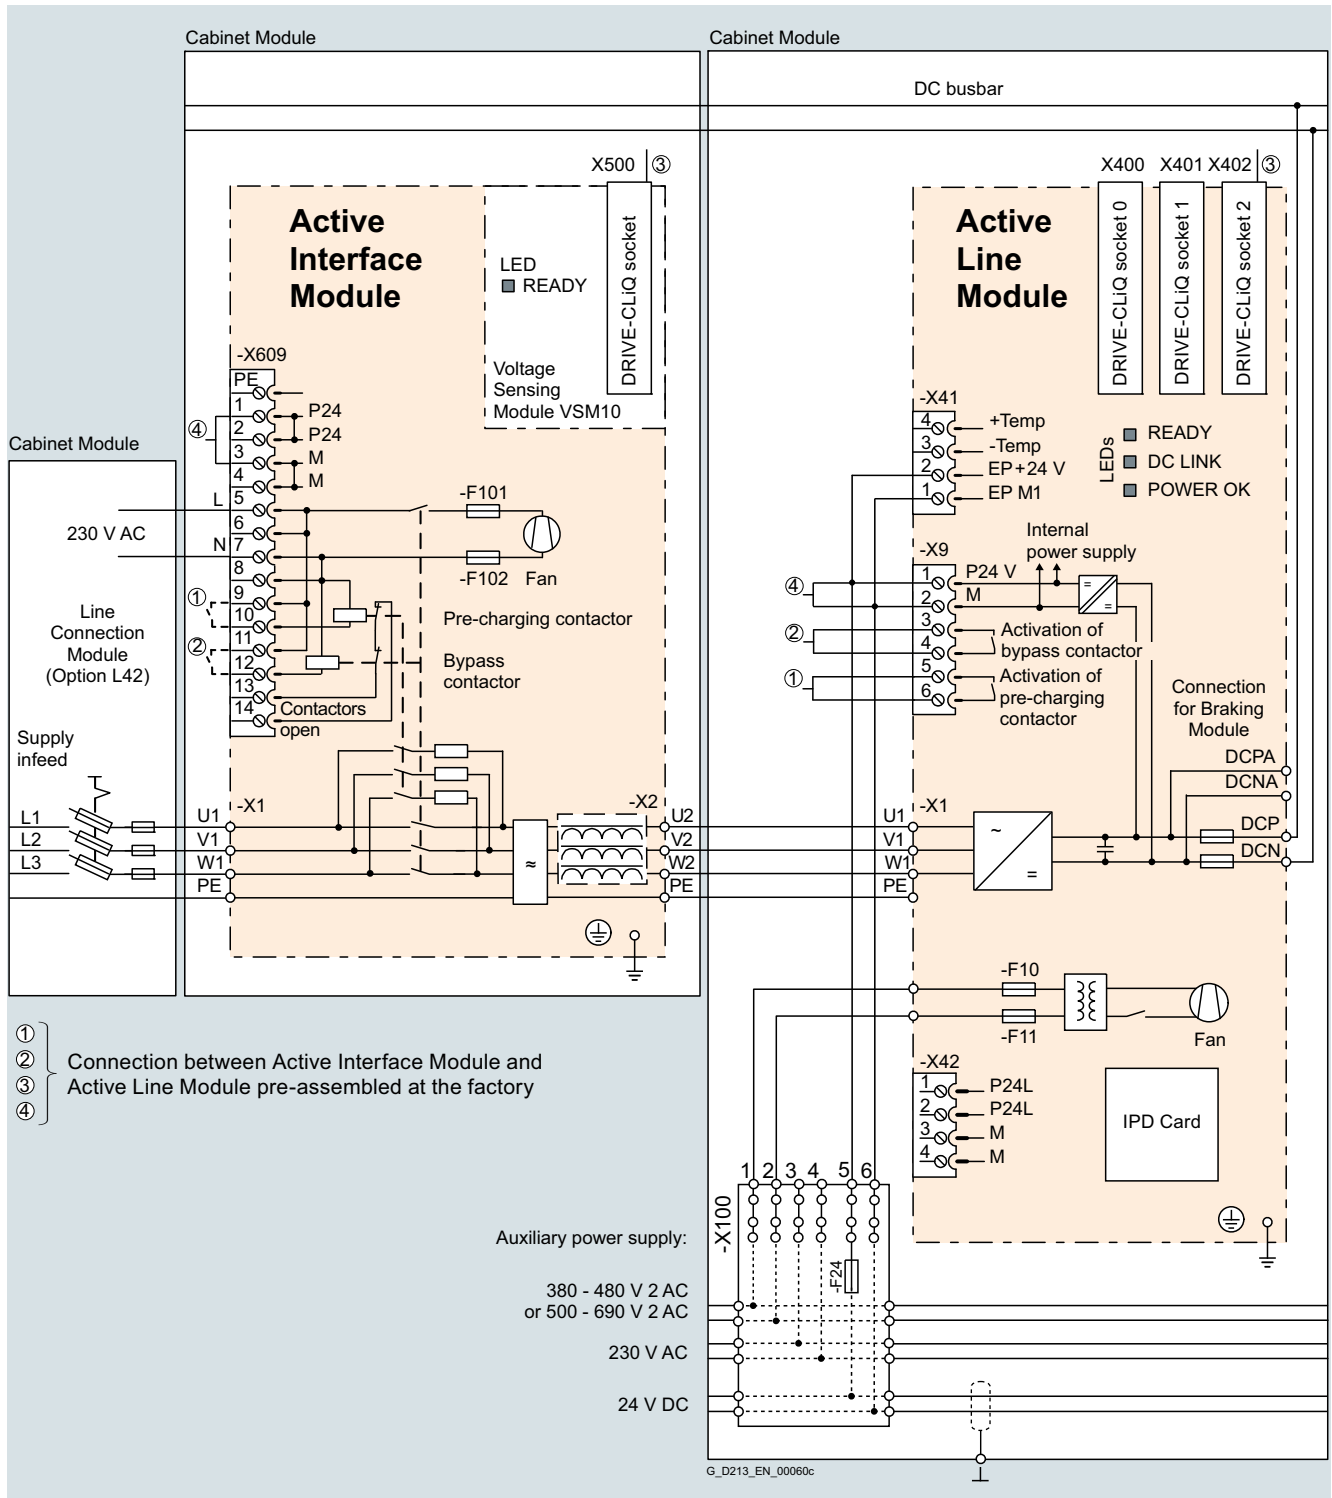 Cabinet Module
Cabinet Module
DC busbar
X500 ③
X400 X401 X402 ③
Active
Interface
Module
LED
READY
DRIVE-CLiQ socket
Voltage
Sensing
Module VSM10
Active
Line
Module
DRIVE-CLiQ socket 0
DRIVE-CLiQ socket 1
DRIVE-CLiQ socket 2
-X609
PE
1 P24
2 P24
④
3 M
4 M
5
6
7
8
9
10
11
12
13
14
①
②
Contactors
open
-F101
-F102 Fan
Pre-charging contactor
Bypass
contactor
Cabinet Module
L
230 V AC
N
Line
Connection
Module
(Option L42)
Supply
infeed
L1
L2
L3
U1 -X1
V1
W1
PE
≈
-X2 U2
V2
W2
PE
-X41
4 +Temp
3 -Temp
2 EP+24 V
1 EP M1
LEDs
READY
DC LINK
POWER OK
Internal
power supply
-X9
④
1 P24 V
2 M
②
3 Activation of
4 bypass contactor
①
5 Activation of
6 pre-charging
contactor
=
=
Connection
for Braking
Module
DCPA
DCNA
DCP
DCN
U1 -X1
V1
W1
PE
~
=
-F10
-F11
Fan
-X42
1 P24L
2 P24L
3 M
4 M
IPD Card
①
②
③
④
Connection between Active Interface Module and
Active Line Module pre-assembled at the factory
1 2 3 4 5 6
-X100
-F24
Auxiliary power supply:
380 - 480 V 2 AC
or 500 - 690 V 2 AC
230 V AC
24 V DC
G_D213_EN_00060c